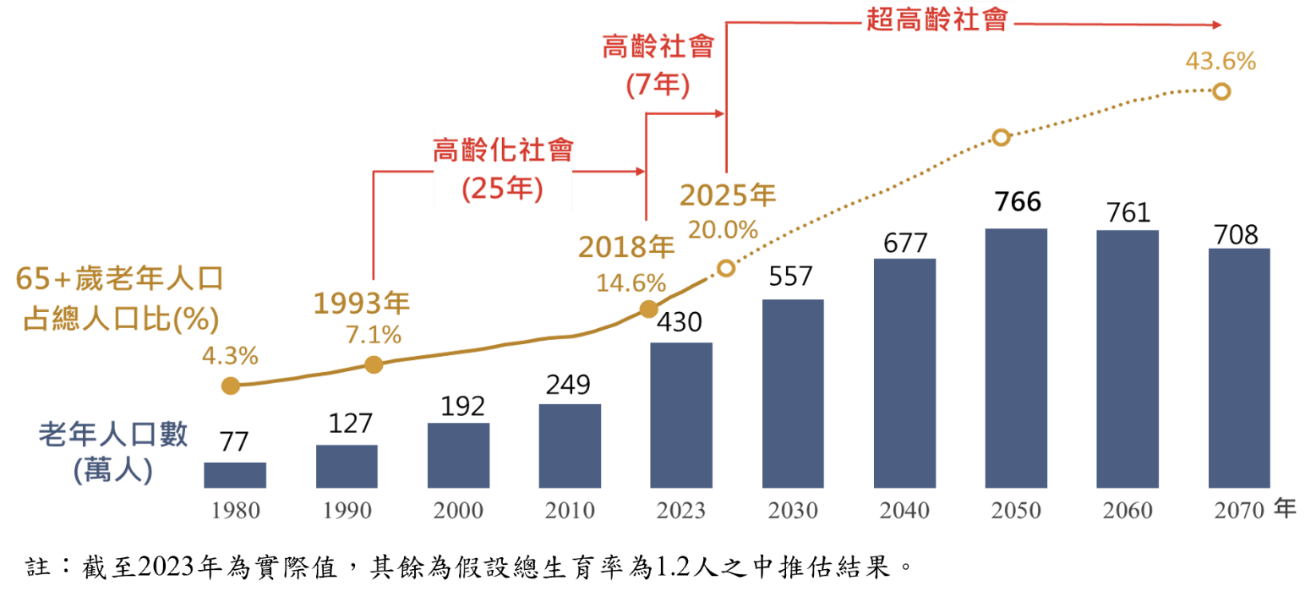 超高齡社會
高齡社會
(7年)
43.6%
高齡化社會
(25年)
2025年
20.0%
2018年
14.6%
1993年
7.1%
65+歲老年人口
占總人口比(%)
4.3%
老年人口數
(萬人)
77
127
192
249
430
557
677
766
761
708
1980
1990
2000
2010
2023
2030
2040
2050
2060
2070 年
註：截至2023年為實際值，其餘為假設總生育率為1.2人之中推估結果。